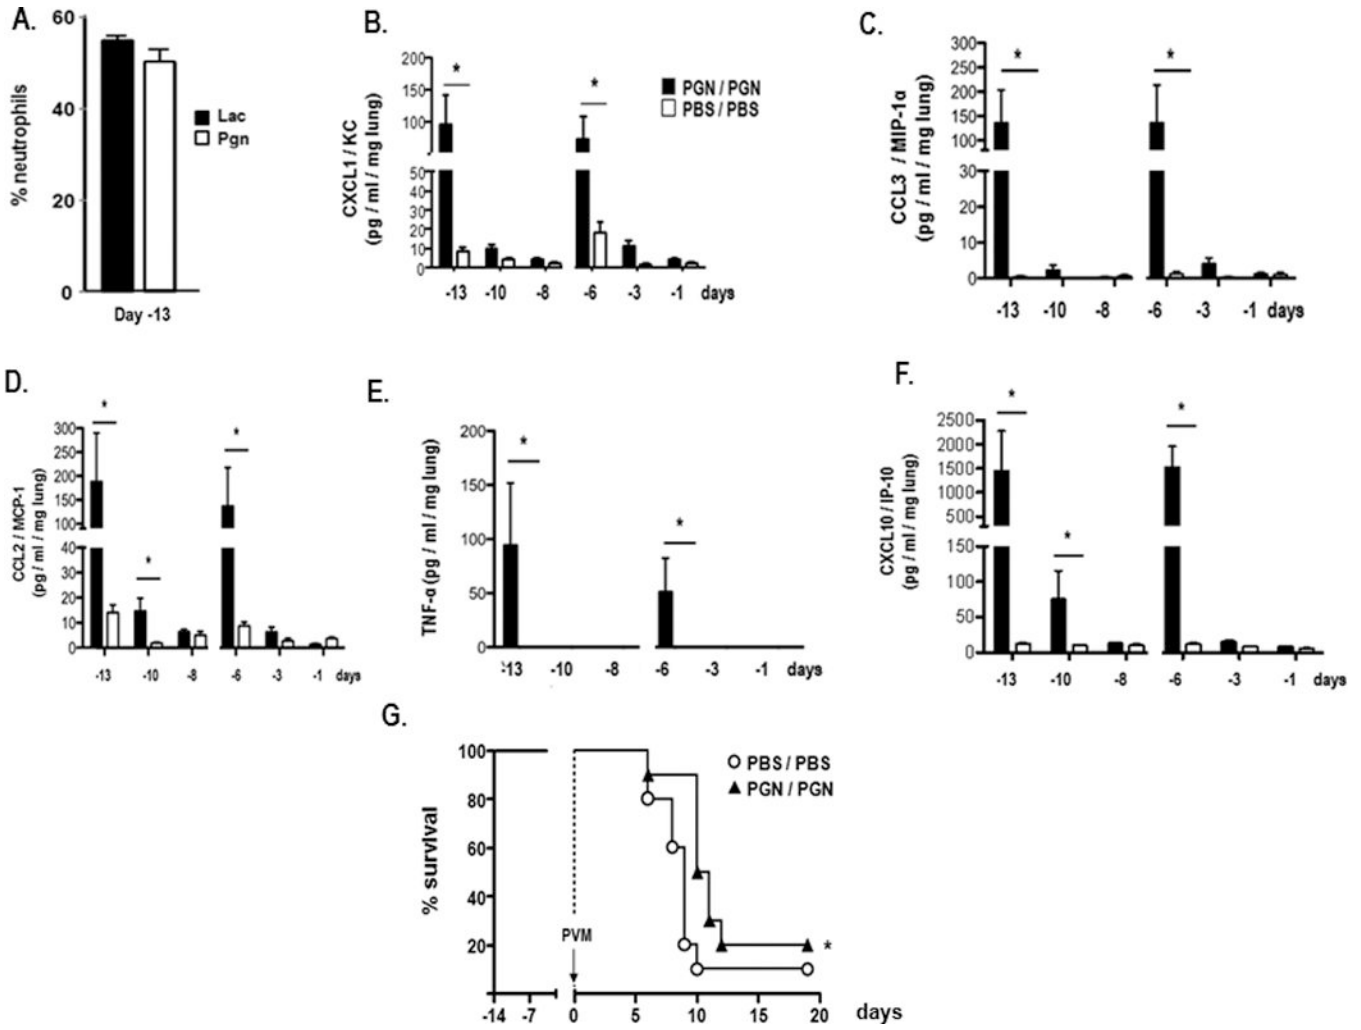 A.
% neutrophils
60
40
20
0
Day -13
Lac
Pgn
B.
CXCL1 / KC
(pg / ml / mg lung)
200
150
100
50
40
30
20
10
0
*
*
-13 -10 -8 -6 -3 -1 days
PGN / PGN
PBS / PBS
C.
CCL3 / MIP-1α
(pg / ml / mg lung)
300
250
200
150
100
30
20
10
0
*
*
-13 -10 -8 -6 -3 -1 days
D.
CCL2 / MCP-1
(pg / ml / mg lung)
300
250
200
150
100
40
30
20
10
0
*
*
*
-13 -10 -8 -6 -3 -1 days
E.
TNF-α (pg / ml / mg lung)
200
150
100
50
0
*
*
-13 -10 -8 -6 -3 -1 days
F.
CXCL10 / IP-10
(pg / ml / mg lung)
2500
2000
1500
1000
500
150
100
50
0
*
*
*
-13 -10 -8 -6 -3 -1 days
G.
% survival
100
80
60
40
20
PVM
PBS / PBS
PGN / PGN
*
-14 -7 0 5 10 15 20 days